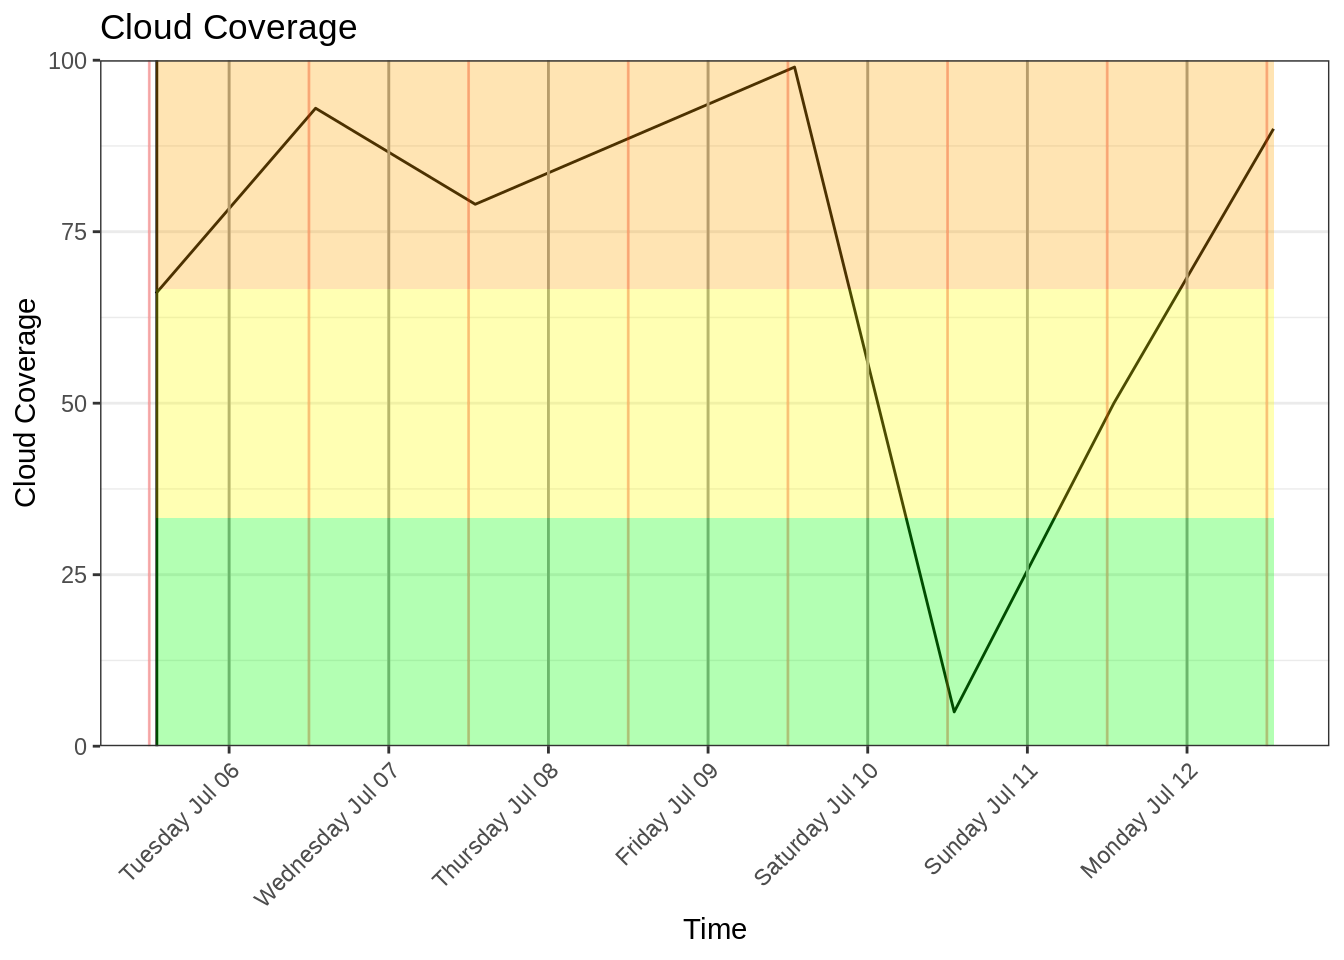 Cloud Coverage
Cloud Coverage
100
75
50
25
0
Tuesday Jul 06
Wednesday Jul 07
Thursday Jul 08
Friday Jul 09
Saturday Jul 10
Sunday Jul 11
Monday Jul 12
Time